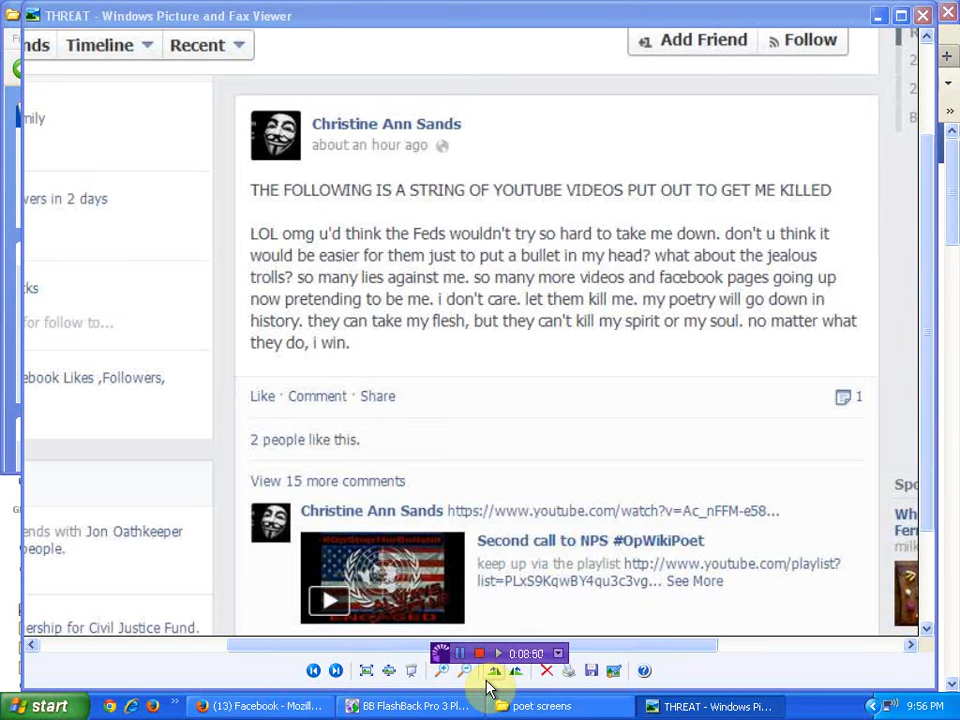 THREAT - Windows Picture and Fax Viewer
nds Timeline Recent
Add Friend Follow
mily
Christine Ann Sands
about an hour ago
vers in 2 days
THE FOLLOWING IS A STRING OF YOUTUBE VIDEOS PUT OUT TO GET ME KILLED
LOL omg u'd think the Feds wouldn't try so hard to take me down. don't u think it
would be easier for them just to put a bullet in my head? what about the jealous
trolls? so many lies against me. so many more videos and facebook pages going up
now pretending to be me. i don't care. let them kill me. my poetry will go down in
history. they can take my flesh, but they can't kill my spirit or my soul. no matter what
they do, i win.
cks
for follow to...
ebook Likes ,Followers,
Like · Comment · Share 1
2 people like this.
View 15 more comments
Christine Ann Sands https://www.youtube.com/watch?v=Ac_nFFM-e58...
Second call to NPS #OpWikiPoet
keep up via the playlist http://www.youtube.com/playlist?
list=PLxS9KqwBY4qu3c3vg... See More
#OpStopTheBullshit
ENGAGED
ends with Jon Oathkeeper
people.
ership for Civil Justice Fund.
Spo
Wh
Fern
milk
0:08:50
start
(13) Facebook - Mozill...
BB FlashBack Pro 3 Pl...
poet screens
THREAT - Windows Pi...
9:56 PM